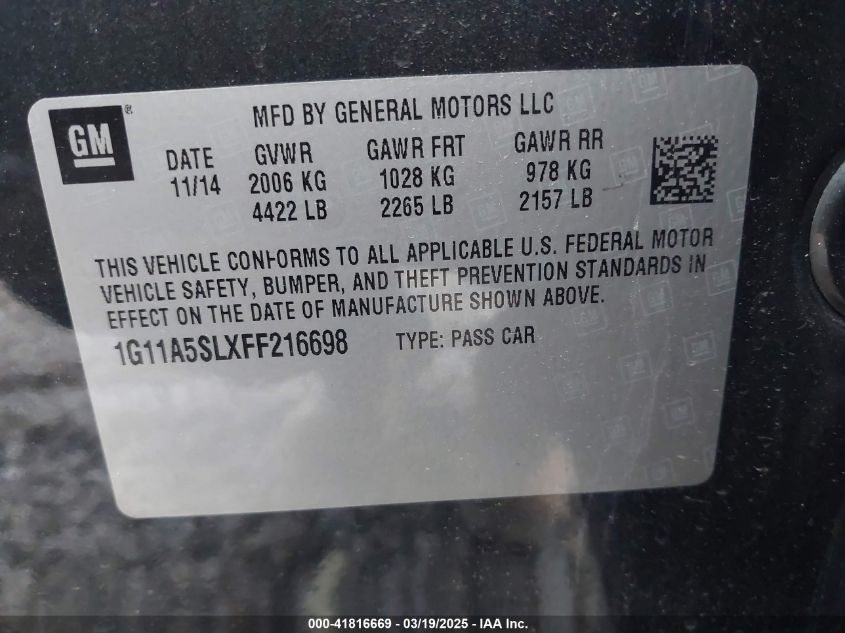 GM ®
MFD BY GENERAL MOTORS LLC
DATE GVWR GAWR FRT GAWR RR
11/14 2006 KG 1028 KG 978 KG
4422 LB 2265 LB 2157 LB
THIS VEHICLE CONFORMS TO ALL APPLICABLE U.S. FEDERAL MOTOR
VEHICLE SAFETY, BUMPER, AND THEFT PREVENTION STANDARDS IN
EFFECT ON THE DATE OF MANUFACTURE SHOWN ABOVE.
1G11A5SLXFF216698 TYPE: PASS CAR
000-41816669 — 03/19/2025 — IAA Inc.